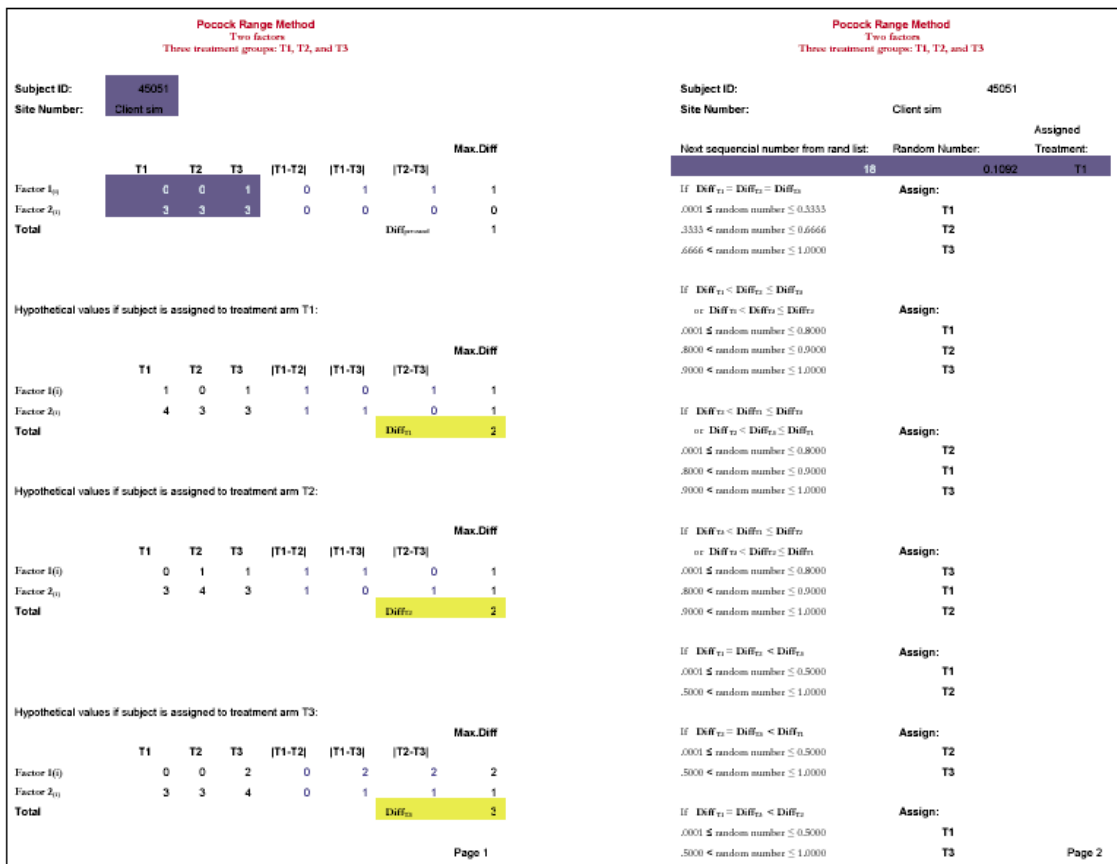 Pocock Range Method
Two factors
Three treatment groups: T1, T2, and T3
Subject ID: 45051
Site Number: Client sim
Max.Diff
T1 T2 T3 |T1-T2| |T1-T3| |T2-T3|
Factor 1(i) 0 0 1 0 1 1 1
Factor 2(i) 3 3 3 0 0 0 0
Total Diff 1
Hypothetical values if subject is assigned to treatment arm T1:
Max.Diff
T1 T2 T3 |T1-T2| |T1-T3| |T2-T3|
Factor 1(i) 1 0 1 1 0 1 1
Factor 2(i) 4 3 3 1 1 0 1
Total DiffT1 2
Hypothetical values if subject is assigned to treatment arm T2:
Max.Diff
T1 T2 T3 |T1-T2| |T1-T3| |T2-T3|
Factor 1(i) 0 1 1 1 1 0 1
Factor 2(i) 3 4 3 1 0 1 1
Total DiffT2 2
Hypothetical values if subject is assigned to treatment arm T3:
Max.Diff
T1 T2 T3 |T1-T2| |T1-T3| |T2-T3|
Factor 1(i) 0 0 2 0 2 2 2
Factor 2(i) 3 3 4 0 1 1 1
Total DiffT3 3
Page 1
Pocock Range Method
Two factors
Three treatment groups: T1, T2, and T3
Subject ID: 45051
Site Number: Client sim
Assigned
Next sequencial number from rand list: Random Number: Treatment:
18 0.1092 T1
If DiffT1 = DiffT2 = DiffT3 Assign:
.0001 ≤ random number ≤ 0.3333 T1
.3333 < random number ≤ 0.6666 T2
.6666 < random number ≤ 1.0000 T3
If DiffT1 < DiffT2 ≤ DiffT3
or DiffT1 < DiffT3 ≤ DiffT2 Assign:
.0001 ≤ random number ≤ 0.8000 T1
.8000 < random number ≤ 0.9000 T2
.9000 < random number ≤ 1.0000 T3
If DiffT2 < DiffT1 ≤ DiffT3
or DiffT2 < DiffT3 ≤ DiffT1 Assign:
.0001 ≤ random number ≤ 0.8000 T2
.8000 < random number ≤ 0.9000 T1
.9000 < random number ≤ 1.0000 T3
If DiffT3 < DiffT1 ≤ DiffT2
or DiffT3 < DiffT2 ≤ DiffT1 Assign:
.0001 ≤ random number ≤ 0.8000 T3
.8000 < random number ≤ 0.9000 T1
.9000 < random number ≤ 1.0000 T2
If DiffT1 = DiffT2 < DiffT3 Assign:
.0001 ≤ random number ≤ 0.5000 T1
.5000 < random number ≤ 1.0000 T2
If DiffT2 = DiffT3 < DiffT1 Assign:
.0001 ≤ random number ≤ 0.5000 T2
.5000 < random number ≤ 1.0000 T3
If DiffT1 = DiffT3 < DiffT2 Assign:
.0001 ≤ random number ≤ 0.5000 T1
.5000 < random number ≤ 1.0000 T3
Page 2